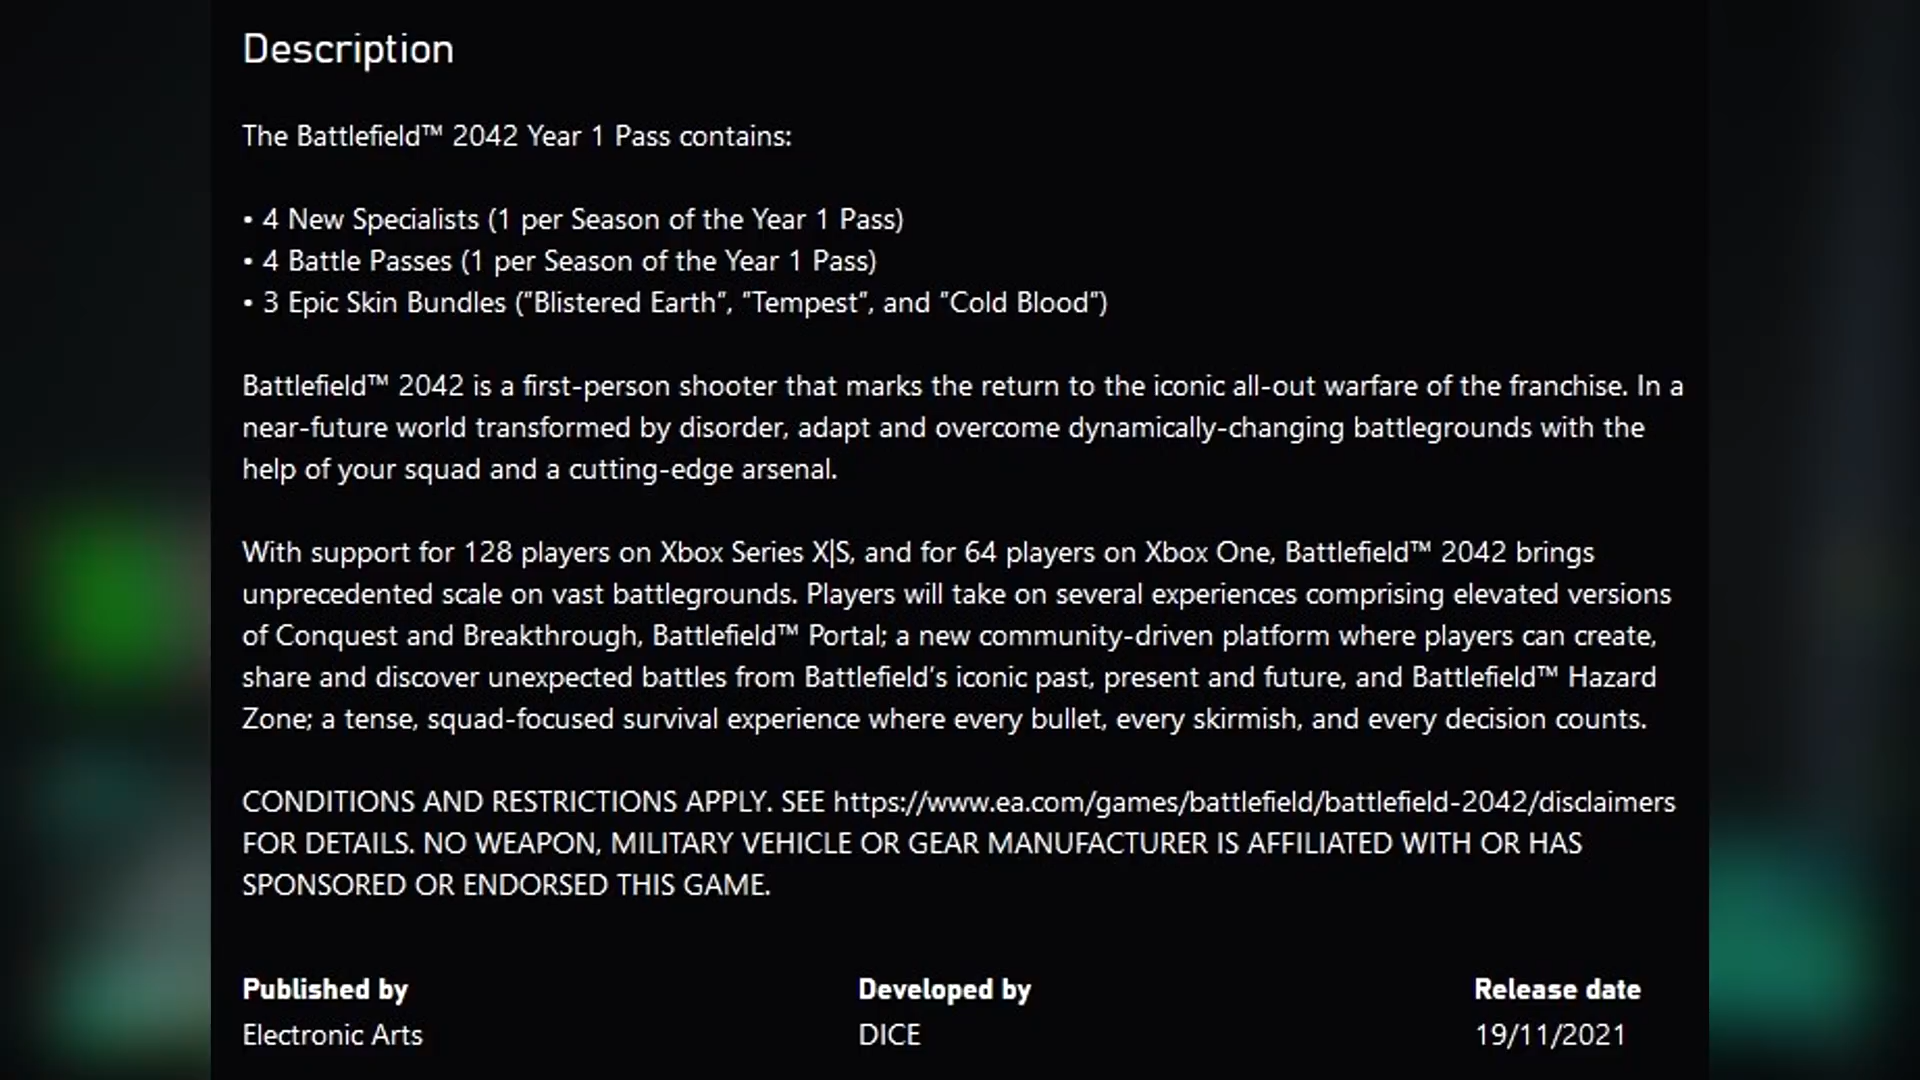 Description
The Battlefield™ 2042 Year 1 Pass contains:
• 4 New Specialists (1 per Season of the Year 1 Pass)
• 4 Battle Passes (1 per Season of the Year 1 Pass)
• 3 Epic Skin Bundles ("Blistered Earth", "Tempest", and "Cold Blood")
Battlefield™ 2042 is a first-person shooter that marks the return to the iconic all-out warfare of the franchise. In a
near-future world transformed by disorder, adapt and overcome dynamically-changing battlegrounds with the
help of your squad and a cutting-edge arsenal.
With support for 128 players on Xbox Series X|S, and for 64 players on Xbox One, Battlefield™ 2042 brings
unprecedented scale on vast battlegrounds. Players will take on several experiences comprising elevated versions
of Conquest and Breakthrough, Battlefield™ Portal; a new community-driven platform where players can create,
share and discover unexpected battles from Battlefield's iconic past, present and future, and Battlefield™ Hazard
Zone; a tense, squad-focused survival experience where every bullet, every skirmish, and every decision counts.
CONDITIONS AND RESTRICTIONS APPLY. SEE https://www.ea.com/games/battlefield/battlefield-2042/disclaimers
FOR DETAILS. NO WEAPON, MILITARY VEHICLE OR GEAR MANUFACTURER IS AFFILIATED WITH OR HAS
SPONSORED OR ENDORSED THIS GAME.
Published by
Electronic Arts
Developed by
DICE
Release date
19/11/2021